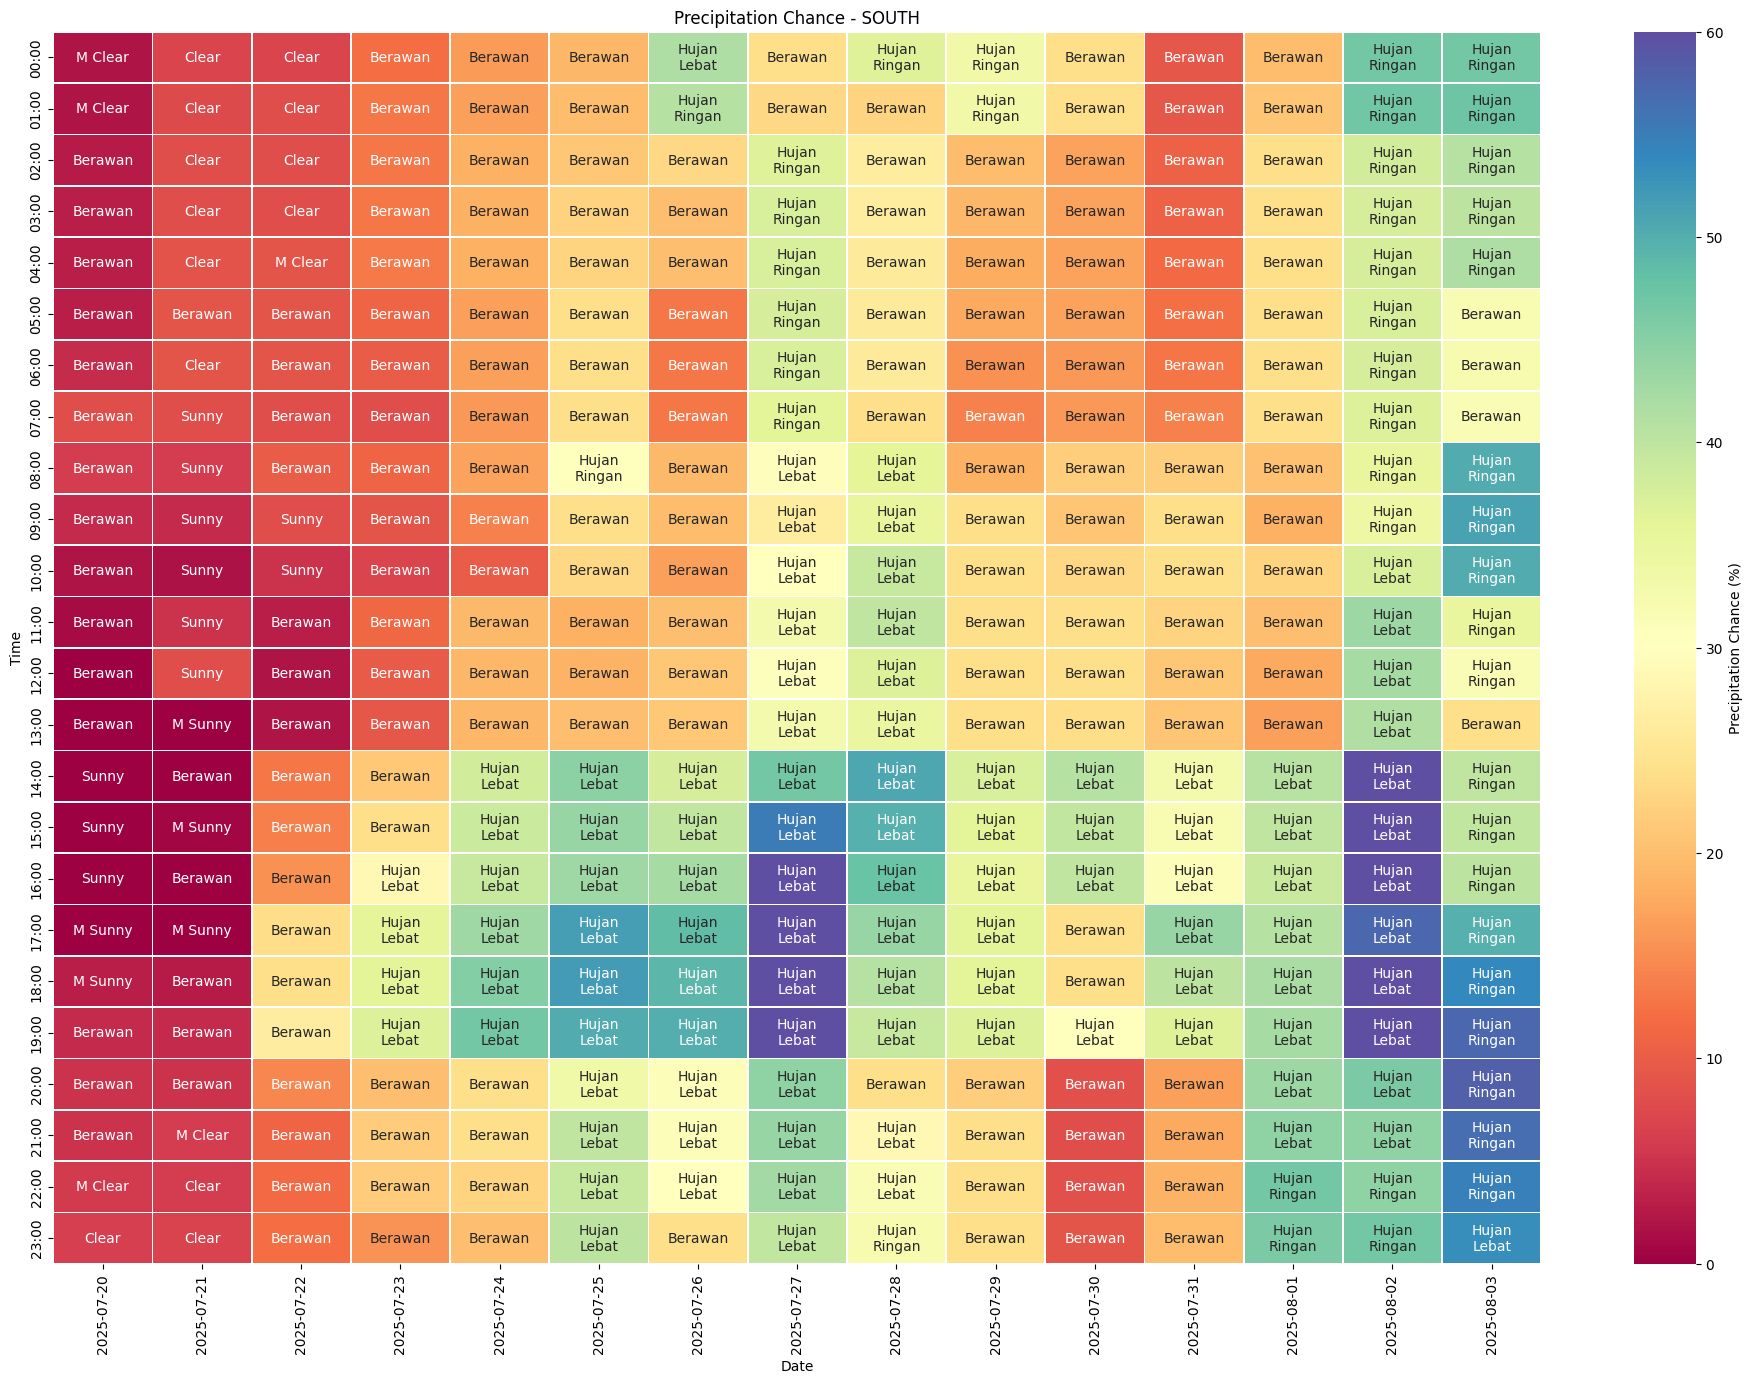 Precipitation Chance - SOUTH
00:00 M Clear Clear Clear Berawan Berawan Berawan Hujan Lebat Berawan Hujan Ringan Hujan Ringan Berawan Berawan Berawan Hujan Ringan Hujan Ringan
01:00 M Clear Clear Clear Berawan Berawan Berawan Hujan Ringan Berawan Berawan Hujan Ringan Berawan Berawan Berawan Hujan Ringan Hujan Ringan
02:00 Berawan Clear Clear Berawan Berawan Berawan Berawan Hujan Ringan Berawan Berawan Berawan Berawan Berawan Hujan Ringan Hujan Ringan
03:00 Berawan Clear Clear Berawan Berawan Berawan Berawan Hujan Ringan Berawan Berawan Berawan Berawan Berawan Hujan Ringan Hujan Ringan
04:00 Berawan Clear M Clear Berawan Berawan Berawan Berawan Hujan Ringan Berawan Berawan Berawan Berawan Berawan Hujan Ringan Hujan Ringan
05:00 Berawan Berawan Berawan Berawan Berawan Berawan Berawan Hujan Ringan Berawan Berawan Berawan Berawan Berawan Hujan Ringan Berawan
06:00 Berawan Clear Berawan Berawan Berawan Berawan Berawan Hujan Ringan Berawan Berawan Berawan Berawan Berawan Hujan Ringan Berawan
07:00 Berawan Sunny Berawan Berawan Berawan Berawan Berawan Hujan Ringan Berawan Berawan Berawan Berawan Berawan Hujan Ringan Berawan
08:00 Berawan Sunny Berawan Berawan Berawan Hujan Ringan Berawan Hujan Lebat Hujan Lebat Berawan Berawan Berawan Berawan Hujan Ringan Hujan Ringan
09:00 Berawan Sunny Sunny Berawan Berawan Berawan Berawan Hujan Lebat Hujan Lebat Berawan Berawan Berawan Berawan Hujan Ringan Hujan Ringan
10:00 Berawan Sunny Sunny Berawan Berawan Berawan Berawan Hujan Lebat Hujan Lebat Berawan Berawan Berawan Berawan Hujan Lebat Hujan Ringan
11:00 Berawan Sunny Berawan Berawan Berawan Berawan Berawan Hujan Lebat Hujan Lebat Berawan Berawan Berawan Berawan Hujan Lebat Hujan Ringan
12:00 Berawan Sunny Berawan Berawan Berawan Berawan Berawan Hujan Lebat Hujan Lebat Berawan Berawan Berawan Berawan Hujan Lebat Hujan Ringan
13:00 Berawan M Sunny Berawan Berawan Berawan Berawan Berawan Hujan Lebat Hujan Lebat Berawan Berawan Berawan Berawan Hujan Lebat Berawan
14:00 Sunny Berawan Berawan Berawan Hujan Lebat Hujan Lebat Hujan Lebat Hujan Lebat Hujan Lebat Hujan Lebat Hujan Lebat Hujan Lebat Hujan Lebat Hujan Lebat Hujan Ringan
15:00 Sunny M Sunny Berawan Berawan Hujan Lebat Hujan Lebat Hujan Lebat Hujan Lebat Hujan Lebat Hujan Lebat Hujan Lebat Hujan Lebat Hujan Lebat Hujan Lebat Hujan Ringan
16:00 Sunny Berawan Berawan Hujan Lebat Hujan Lebat Hujan Lebat Hujan Lebat Hujan Lebat Hujan Lebat Hujan Lebat Hujan Lebat Hujan Lebat Hujan Lebat Hujan Lebat Hujan Ringan
17:00 M Sunny M Sunny Berawan Hujan Lebat Hujan Lebat Hujan Lebat Hujan Lebat Hujan Lebat Hujan Lebat Hujan Lebat Berawan Hujan Lebat Hujan Lebat Hujan Lebat Hujan Ringan
18:00 M Sunny Berawan Berawan Hujan Lebat Hujan Lebat Hujan Lebat Hujan Lebat Hujan Lebat Hujan Lebat Hujan Lebat Berawan Hujan Lebat Hujan Lebat Hujan Lebat Hujan Ringan
19:00 Berawan Berawan Berawan Hujan Lebat Hujan Lebat Hujan Lebat Hujan Lebat Hujan Lebat Hujan Lebat Hujan Lebat Hujan Lebat Hujan Lebat Hujan Lebat Hujan Lebat Hujan Ringan
20:00 Berawan Berawan Berawan Berawan Berawan Hujan Lebat Hujan Lebat Hujan Lebat Berawan Berawan Berawan Berawan Hujan Lebat Hujan Lebat Hujan Ringan
21:00 Berawan M Clear Berawan Berawan Berawan Hujan Lebat Hujan Lebat Hujan Lebat Hujan Lebat Berawan Berawan Berawan Hujan Lebat Hujan Lebat Hujan Ringan
22:00 M Clear Clear Berawan Berawan Berawan Hujan Lebat Hujan Lebat Hujan Lebat Hujan Lebat Berawan Berawan Berawan Hujan Ringan Hujan Ringan Hujan Ringan
23:00 Clear Clear Berawan Berawan Berawan Hujan Lebat Berawan Hujan Lebat Hujan Ringan Berawan Berawan Berawan Hujan Ringan Hujan Ringan Hujan Lebat
2025-07-20 2025-07-21 2025-07-22 2025-07-23 2025-07-24 2025-07-25 2025-07-26 2025-07-27 2025-07-28 2025-07-29 2025-07-30 2025-07-31 2025-08-01 2025-08-02 2025-08-03
Date
Time
60
50
40
30
20
10
0
Precipitation Chance (%)